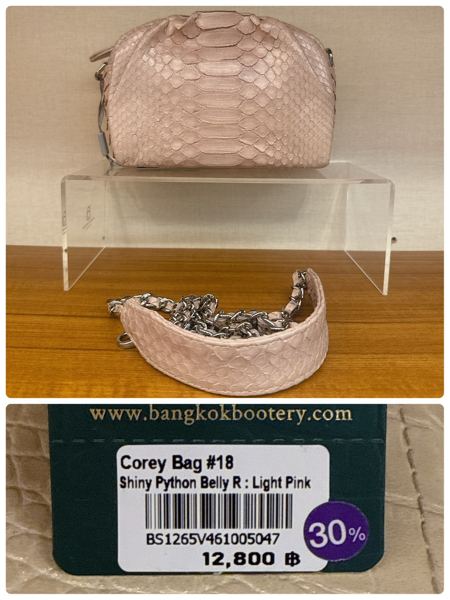 www.bangkokbootery.com
Corey Bag #18
Shiny Python Belly R : Light Pink
BS1265V461005047
30%
12,800 ฿